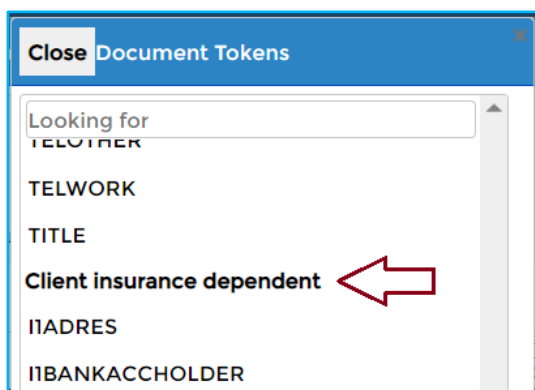 Close Document Tokens
Looking for
TELOTHER
TELWORK
TITLE
Client insurance dependent
I1ADRES
I1BANKACCHOLDER